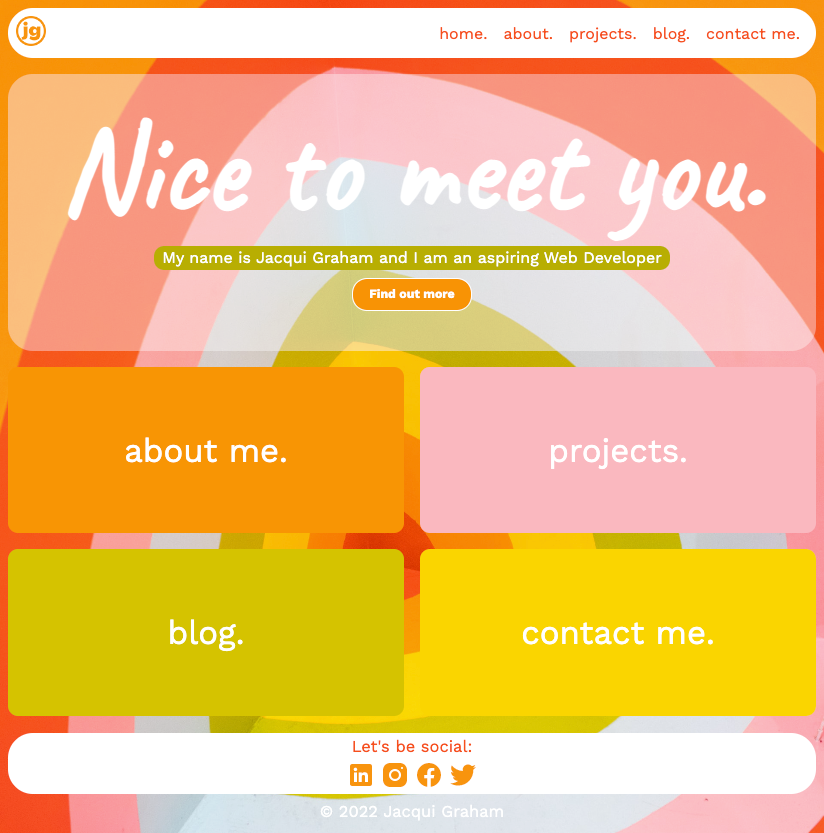 jg
home. about. projects. blog. contact me.
Nice to meet you.
My name is Jacqui Graham and I am an aspiring Web Developer
Find out more
about me.
projects.
blog.
contact me.
Let's be social:
in
© 2022 Jacqui Graham